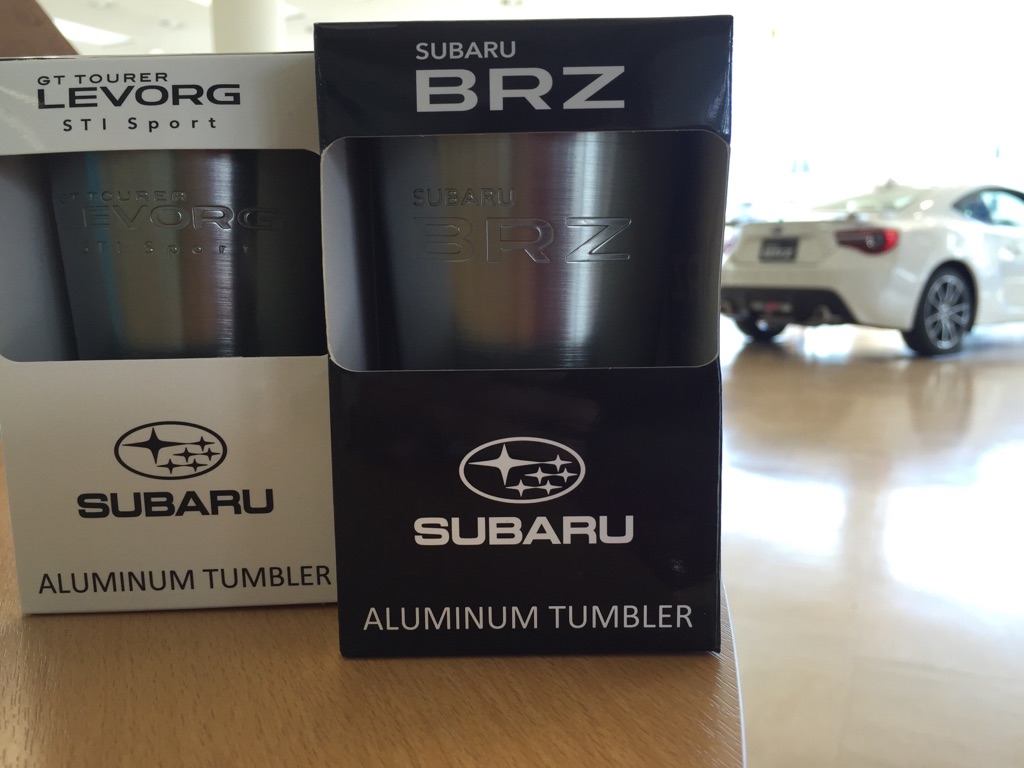 GT TOURER
LEVORG
STI Sport
GT TOURER
LEVORG
STI Sport
SUBARU
ALUMINUM TUMBLER
SUBARU
BRZ
SUBARU
BRZ
SUBARU
ALUMINUM TUMBLER